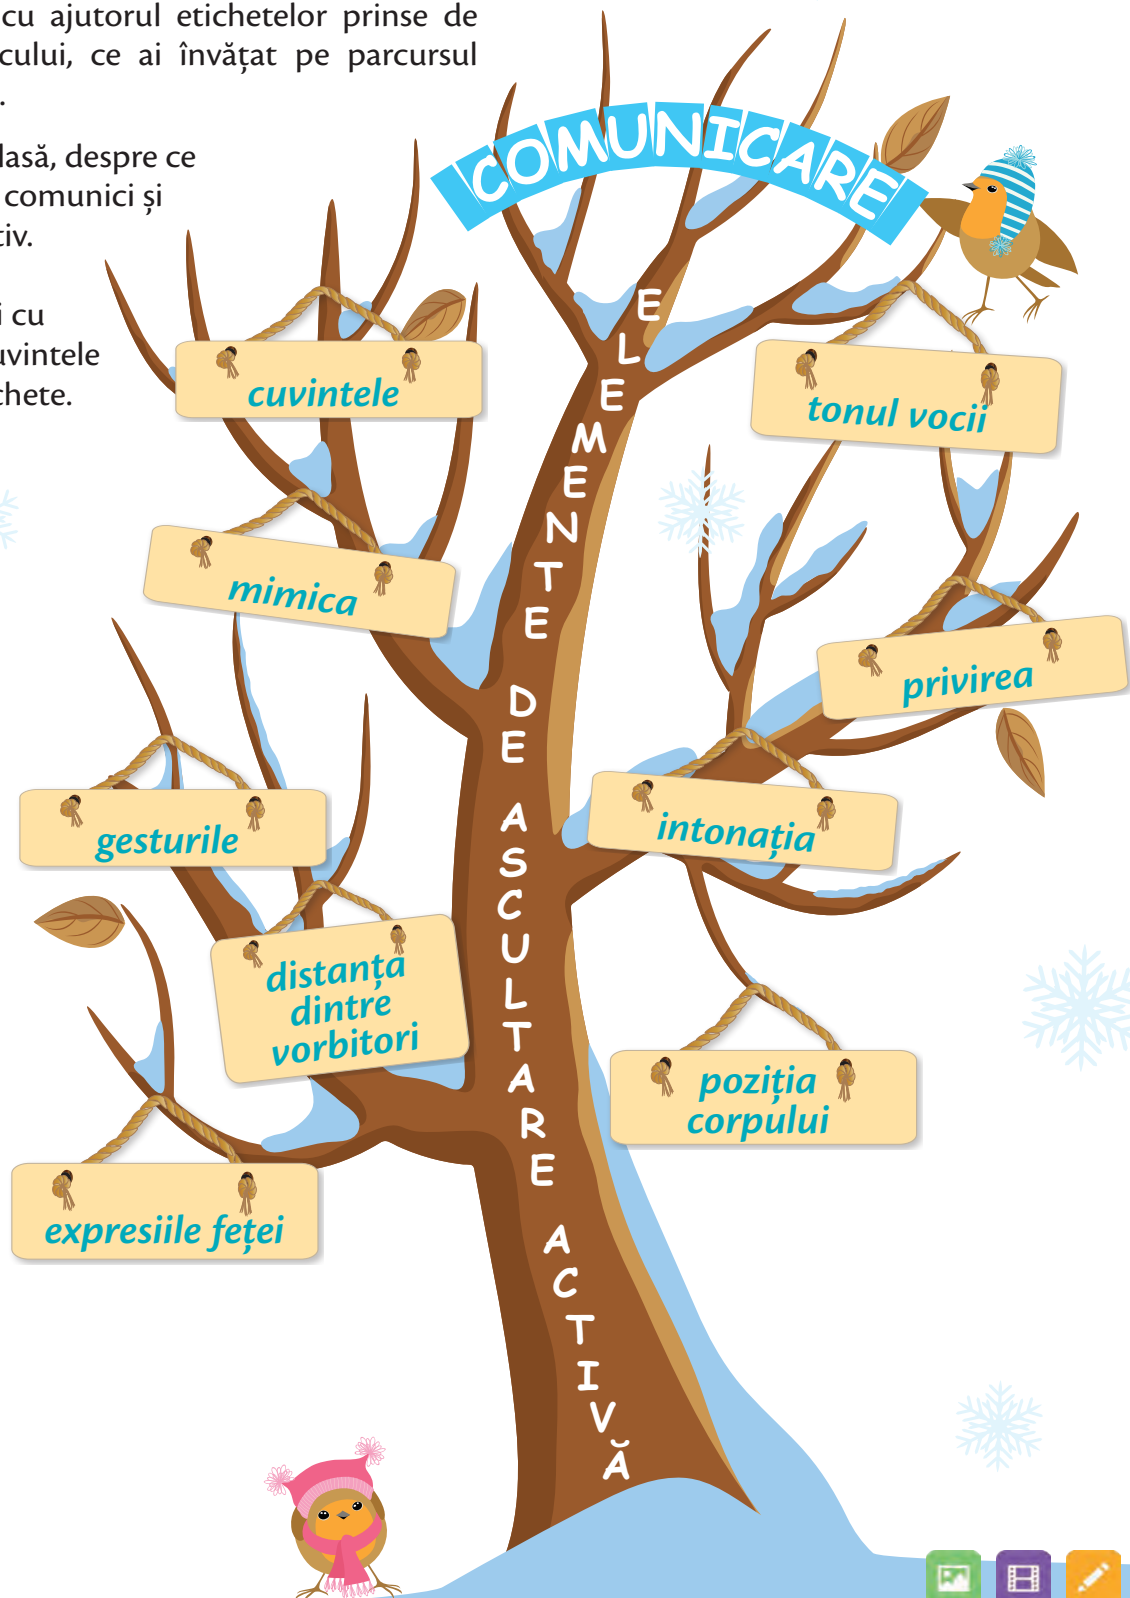 cu ajutorul etichetelor prinse de
cului, ce ai învățat pe parcursul
.
lasă, despre ce
comunici și
tiv.
i cu
uvintele
chete.
COMUNICARE
ELEMENTE DE ASCULTARE ACTIVĂ
cuvintele
tonul vocii
mimica
privirea
gesturile
intonația
distanța
dintre
vorbitori
poziția
corpului
expresiile feței